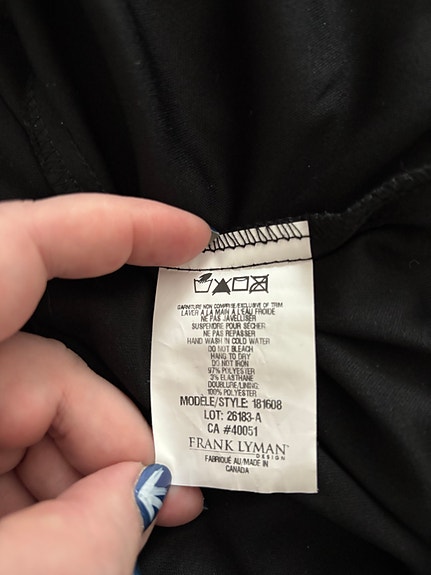 GARNITURE NON COMPRISE/EXCLUSIVE OF TRIM
LAVER A LA MAIN A L'EAU FROIDE
NE PAS JAVELLISER
SUSPENDRE POUR SÉCHER
NE PAS REPASSER
HAND WASH IN COLD WATER
DO NOT BLEACH
HANG TO DRY
DO NOT IRON
97% POLYESTER
3% ELASTHANE
DOUBLURE/LINING:
100% POLYESTER
MODÈLE/STYLE: 181608
LOT: 26183-A
CA #40051
FRANK LYMAN
DESIGN
FABRIQUÉ AU/MADE IN
CANADA